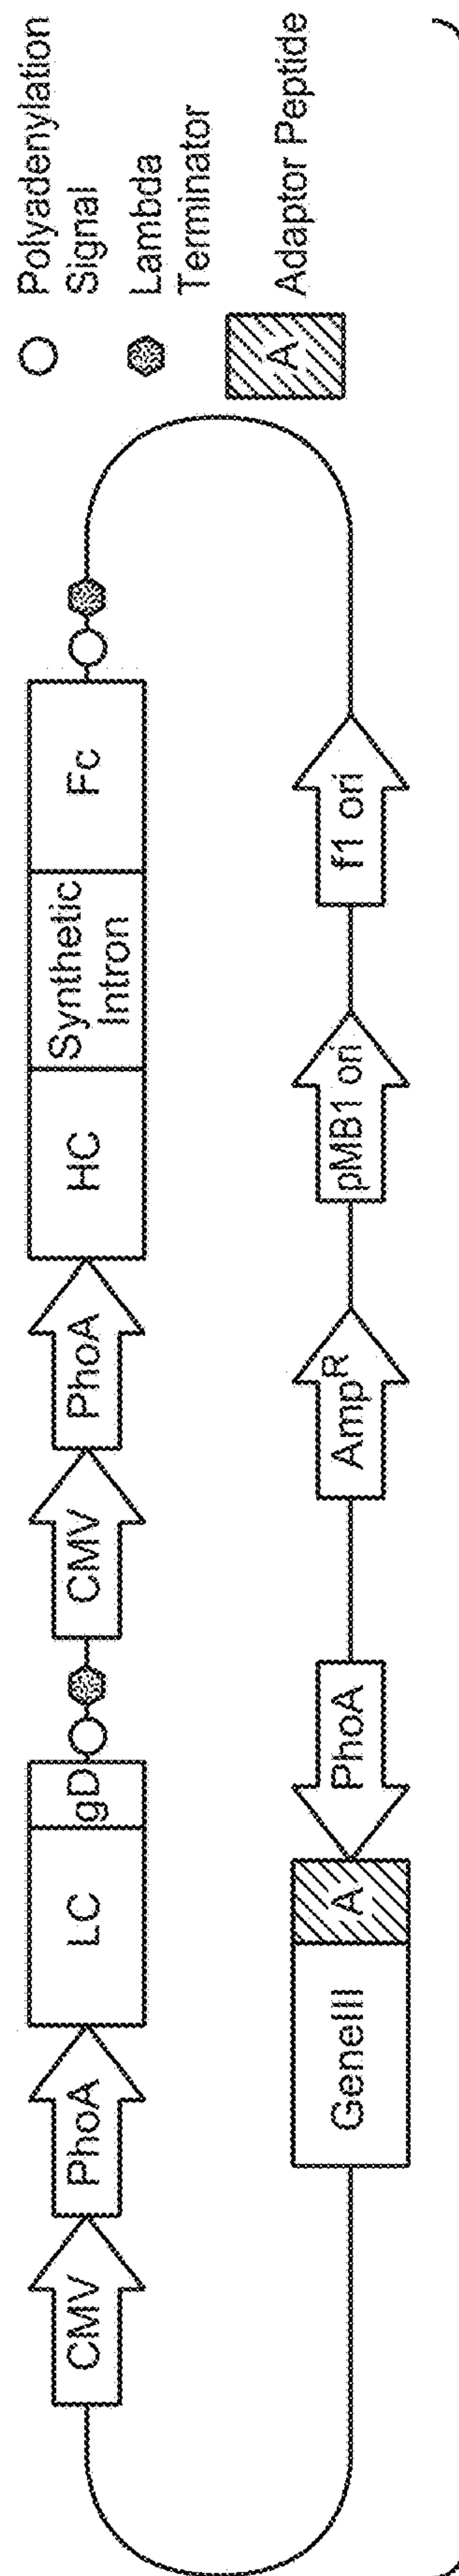 CMV
PhoA
LC
gD
CMV
PhoA
HC
Synthetic
Intron
Fc
Polyadenylation
Signal
Lambda
Terminator
A
Adaptor Peptide
GeneIII
A
PhoA
Amp^R
pMB1 ori
f1 ori